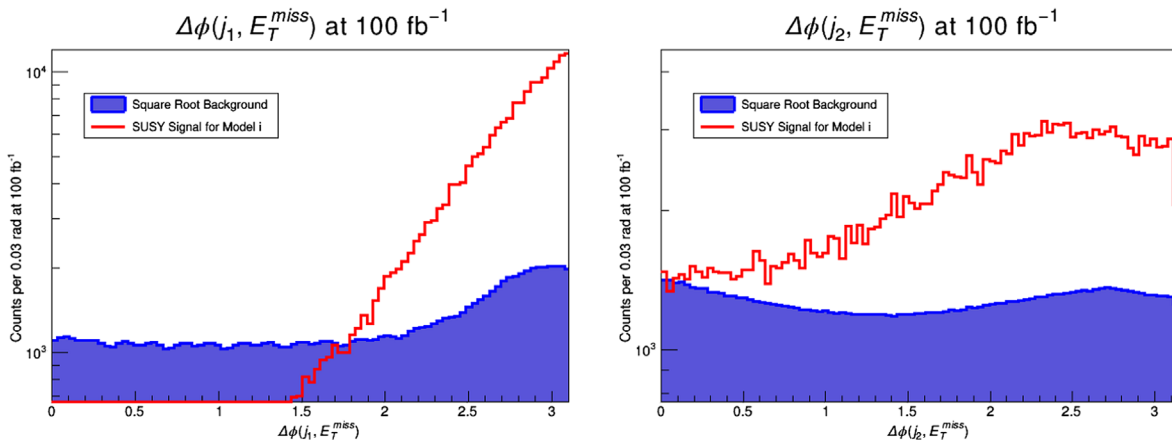 Δϕ(j₁, E_T^miss) at 100 fb⁻¹
Counts per 0.03 rad at 100 fb⁻¹
10⁴
10³
Square Root Background
SUSY Signal for Model i
0 0.5 1 1.5 2 2.5 3
Δϕ(j₁, E_T^miss)
Δϕ(j₂, E_T^miss) at 100 fb⁻¹
Counts per 0.03 rad at 100 fb⁻¹
10³
Square Root Background
SUSY Signal for Model i
0 0.5 1 1.5 2 2.5 3
Δϕ(j₂, E_T^miss)